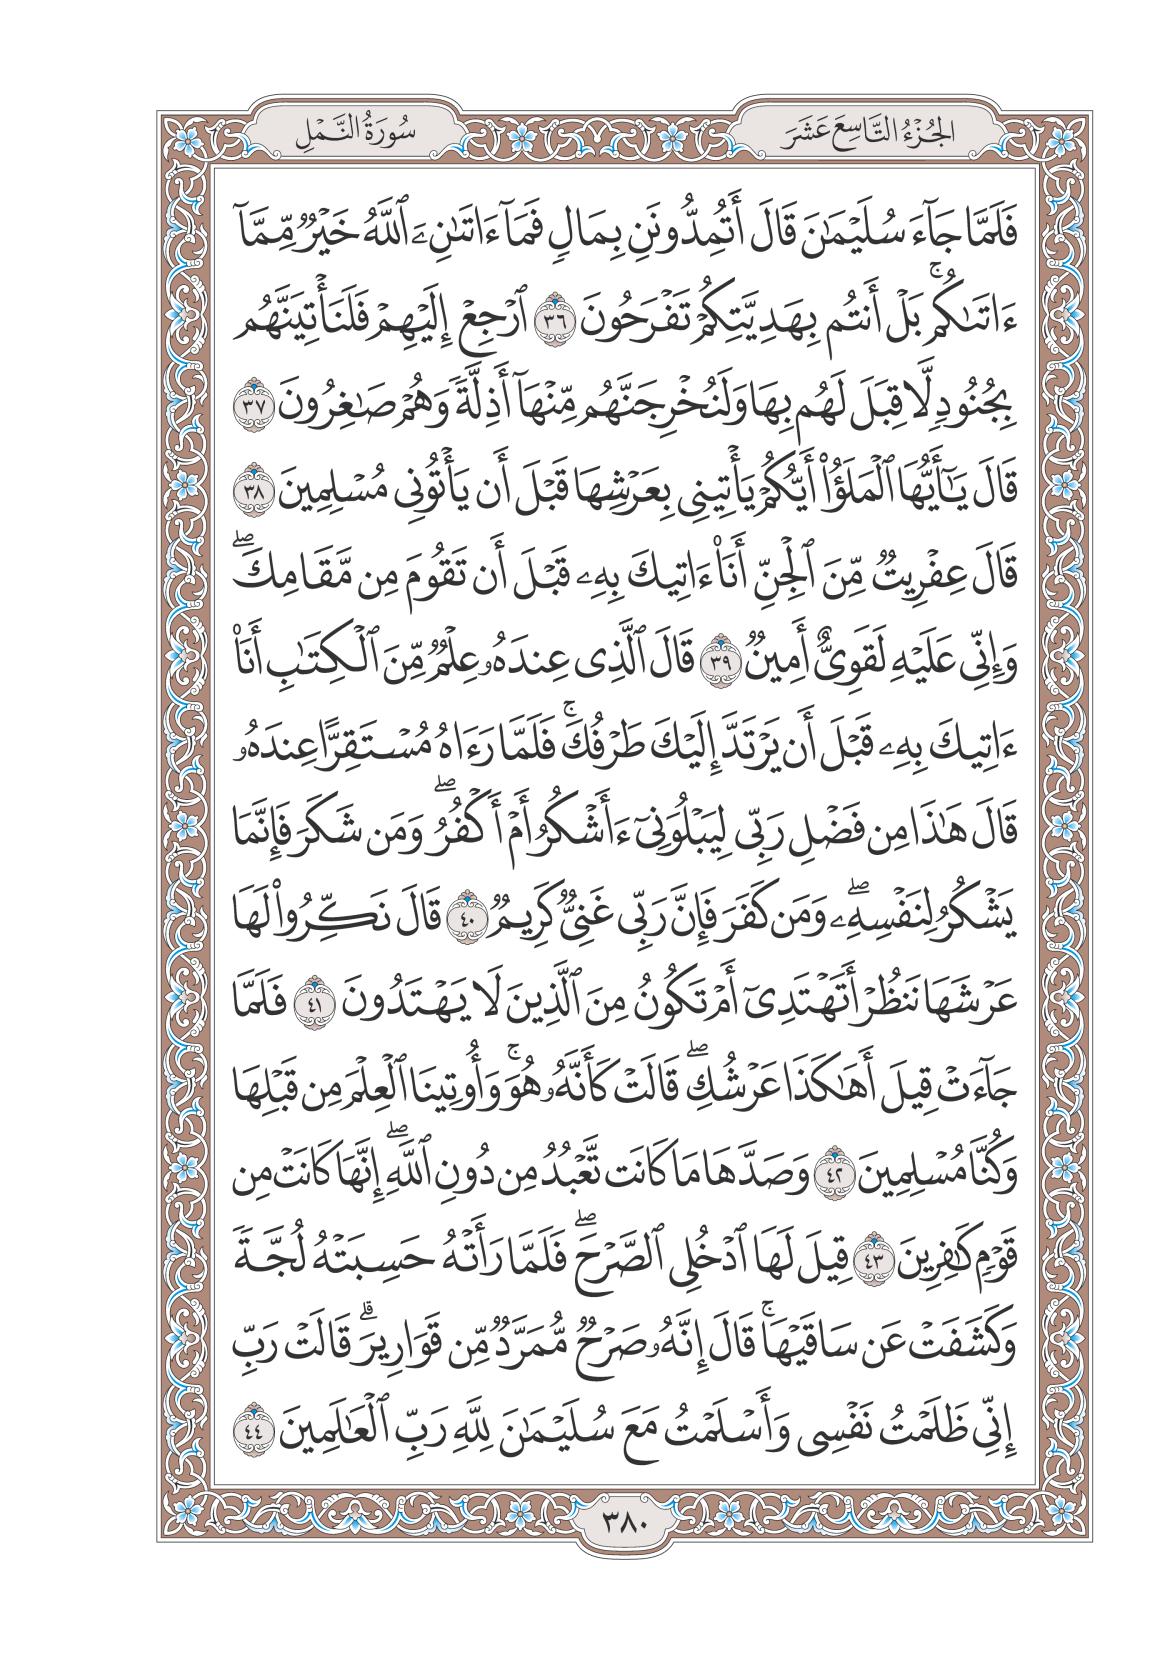 الجُزْءُ التَّاسِعَ عَشَرَ
سُورَةُ النَّمْلِ
فَلَمَّا جَآءَ سُلَيْمَٰنَ قَالَ أَتُمِدُّونَنِ بِمَالٖ فَمَآ ءَاتَىٰنِۦَ ٱللَّهُ خَيْرٞ مِّمَّآ
ءَاتَىٰكُمۚ بَلْ أَنتُم بِهَدِيَّتِكُمْ تَفْرَحُونَ ٣٦ ٱرْجِعْ إِلَيْهِمْ فَلَنَأْتِيَنَّهُم
بِجُنُودٖ لَّا قِبَلَ لَهُم بِهَا وَلَنُخْرِجَنَّهُم مِّنْهَآ أَذِلَّةٗ وَهُمْ صَٰغِرُونَ ٣٧
قَالَ يَٰٓأَيُّهَا ٱلْمَلَؤُاْ أَيُّكُمْ يَأْتِينِى بِعَرْشِهَا قَبْلَ أَن يَأْتُونِى مُسْلِمِينَ ٣٨
قَالَ عِفْرِيتٞ مِّنَ ٱلْجِنِّ أَنَا۠ ءَاتِيكَ بِهِۦ قَبْلَ أَن تَقُومَ مِن مَّقَامِكَۖ
وَإِنِّى عَلَيْهِ لَقَوِىٌّ أَمِينٞ ٣٩ قَالَ ٱلَّذِى عِندَهُۥ عِلْمٞ مِّنَ ٱلْكِتَٰبِ أَنَا۠
ءَاتِيكَ بِهِۦ قَبْلَ أَن يَرْتَدَّ إِلَيْكَ طَرْفُكَۚ فَلَمَّا رَءَاهُ مُسْتَقِرًّا عِندَهُۥ
قَالَ هَٰذَا مِن فَضْلِ رَبِّى لِيَبْلُوَنِىٓ ءَأَشْكُرُ أَمْ أَكْفُرُۖ وَمَن شَكَرَ فَإِنَّمَا
يَشْكُرُ لِنَفْسِهِۦۖ وَمَن كَفَرَ فَإِنَّ رَبِّى غَنِىّٞ كَرِيمٞ ٤٠ قَالَ نَكِّرُواْ لَهَا
عَرْشَهَا نَنظُرْ أَتَهْتَدِىٓ أَمْ تَكُونُ مِنَ ٱلَّذِينَ لَا يَهْتَدُونَ ٤١ فَلَمَّا
جَآءَتْ قِيلَ أَهَٰكَذَا عَرْشُكِۖ قَالَتْ كَأَنَّهُۥ هُوَۚ وَأُوتِينَا ٱلْعِلْمَ مِن قَبْلِهَا
وَكُنَّا مُسْلِمِينَ ٤٢ وَصَدَّهَا مَا كَانَت تَّعْبُدُ مِن دُونِ ٱللَّهِۖ إِنَّهَا كَانَتْ مِن
قَوْمٖ كَٰفِرِينَ ٤٣ قِيلَ لَهَا ٱدْخُلِى ٱلصَّرْحَۖ فَلَمَّا رَأَتْهُ حَسِبَتْهُ لُجَّةٗ
وَكَشَفَتْ عَن سَاقَيْهَاۚ قَالَ إِنَّهُۥ صَرْحٞ مُّمَرَّدٞ مِّن قَوَارِيرَۗ قَالَتْ رَبِّ
إِنِّى ظَلَمْتُ نَفْسِى وَأَسْلَمْتُ مَعَ سُلَيْمَٰنَ لِلَّهِ رَبِّ ٱلْعَٰلَمِينَ ٤٤
٣٨٠